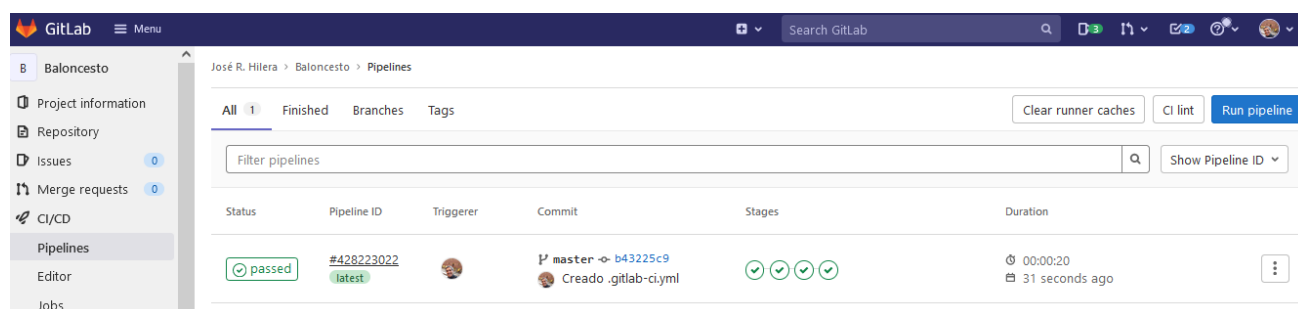 GitLab Menu Search GitLab 3 2
B Baloncesto
Project information
Repository
Issues 0
Merge requests 0
CI/CD
Pipelines
Editor
Jobs
José R. Hilera > Baloncesto > Pipelines
All 1 Finished Branches Tags Clear runner caches CI lint Run pipeline
Filter pipelines Show Pipeline ID
Status Pipeline ID Triggerer Commit Stages Duration
passed #428223022 master b43225c9 00:00:20
latest Creado .gitlab-ci.yml 31 seconds ago